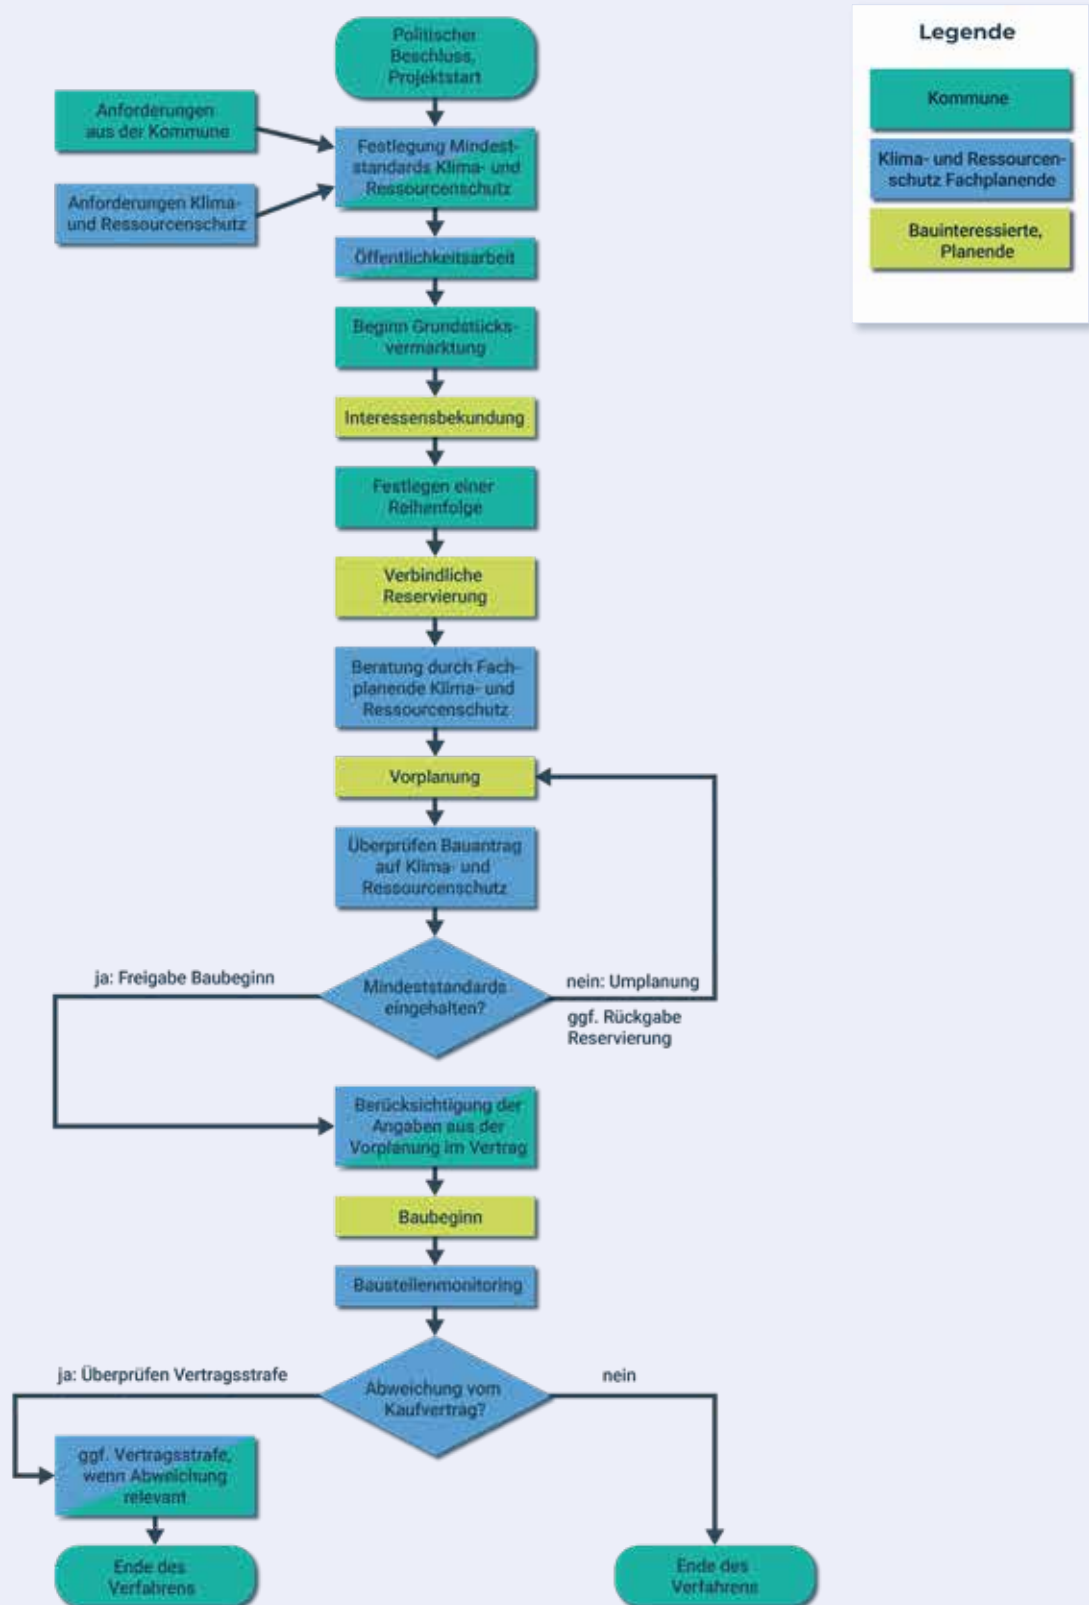 Politischer
Beschluss,
Projektstart
Anforderungen
aus der Kommune
Anforderungen Klima-
und Ressourcenschutz
Festlegung Mindest-
standards Klima- und
Ressourcenschutz
Öffentlichkeitsarbeit
Beginn Grundstücks-
vermarktung
Interessensbekundung
Festlegen einer
Reihenfolge
Verbindliche
Reservierung
Beratung durch Fach-
planende Klima- und
Ressourcenschutz
Vorplanung
Überprüfen Bauantrag
auf Klima- und
Ressourcenschutz
Mindeststandards
eingehalten?
ja: Freigabe Baubeginn
nein: Umplanung
ggf. Rückgabe
Reservierung
Berücksichtigung der
Angaben aus der
Vorplanung im Vertrag
Baubeginn
Baustellenmonitoring
Abweichung vom
Kaufvertrag?
ja: Überprüfen Vertragsstrafe
nein
ggf. Vertragsstrafe,
wenn Abweichung
relevant
Ende des
Verfahrens
Ende des
Verfahrens
Legende
Kommune
Klima- und Ressourcen-
schutz Fachplanende
Bauinteressierte,
Planende